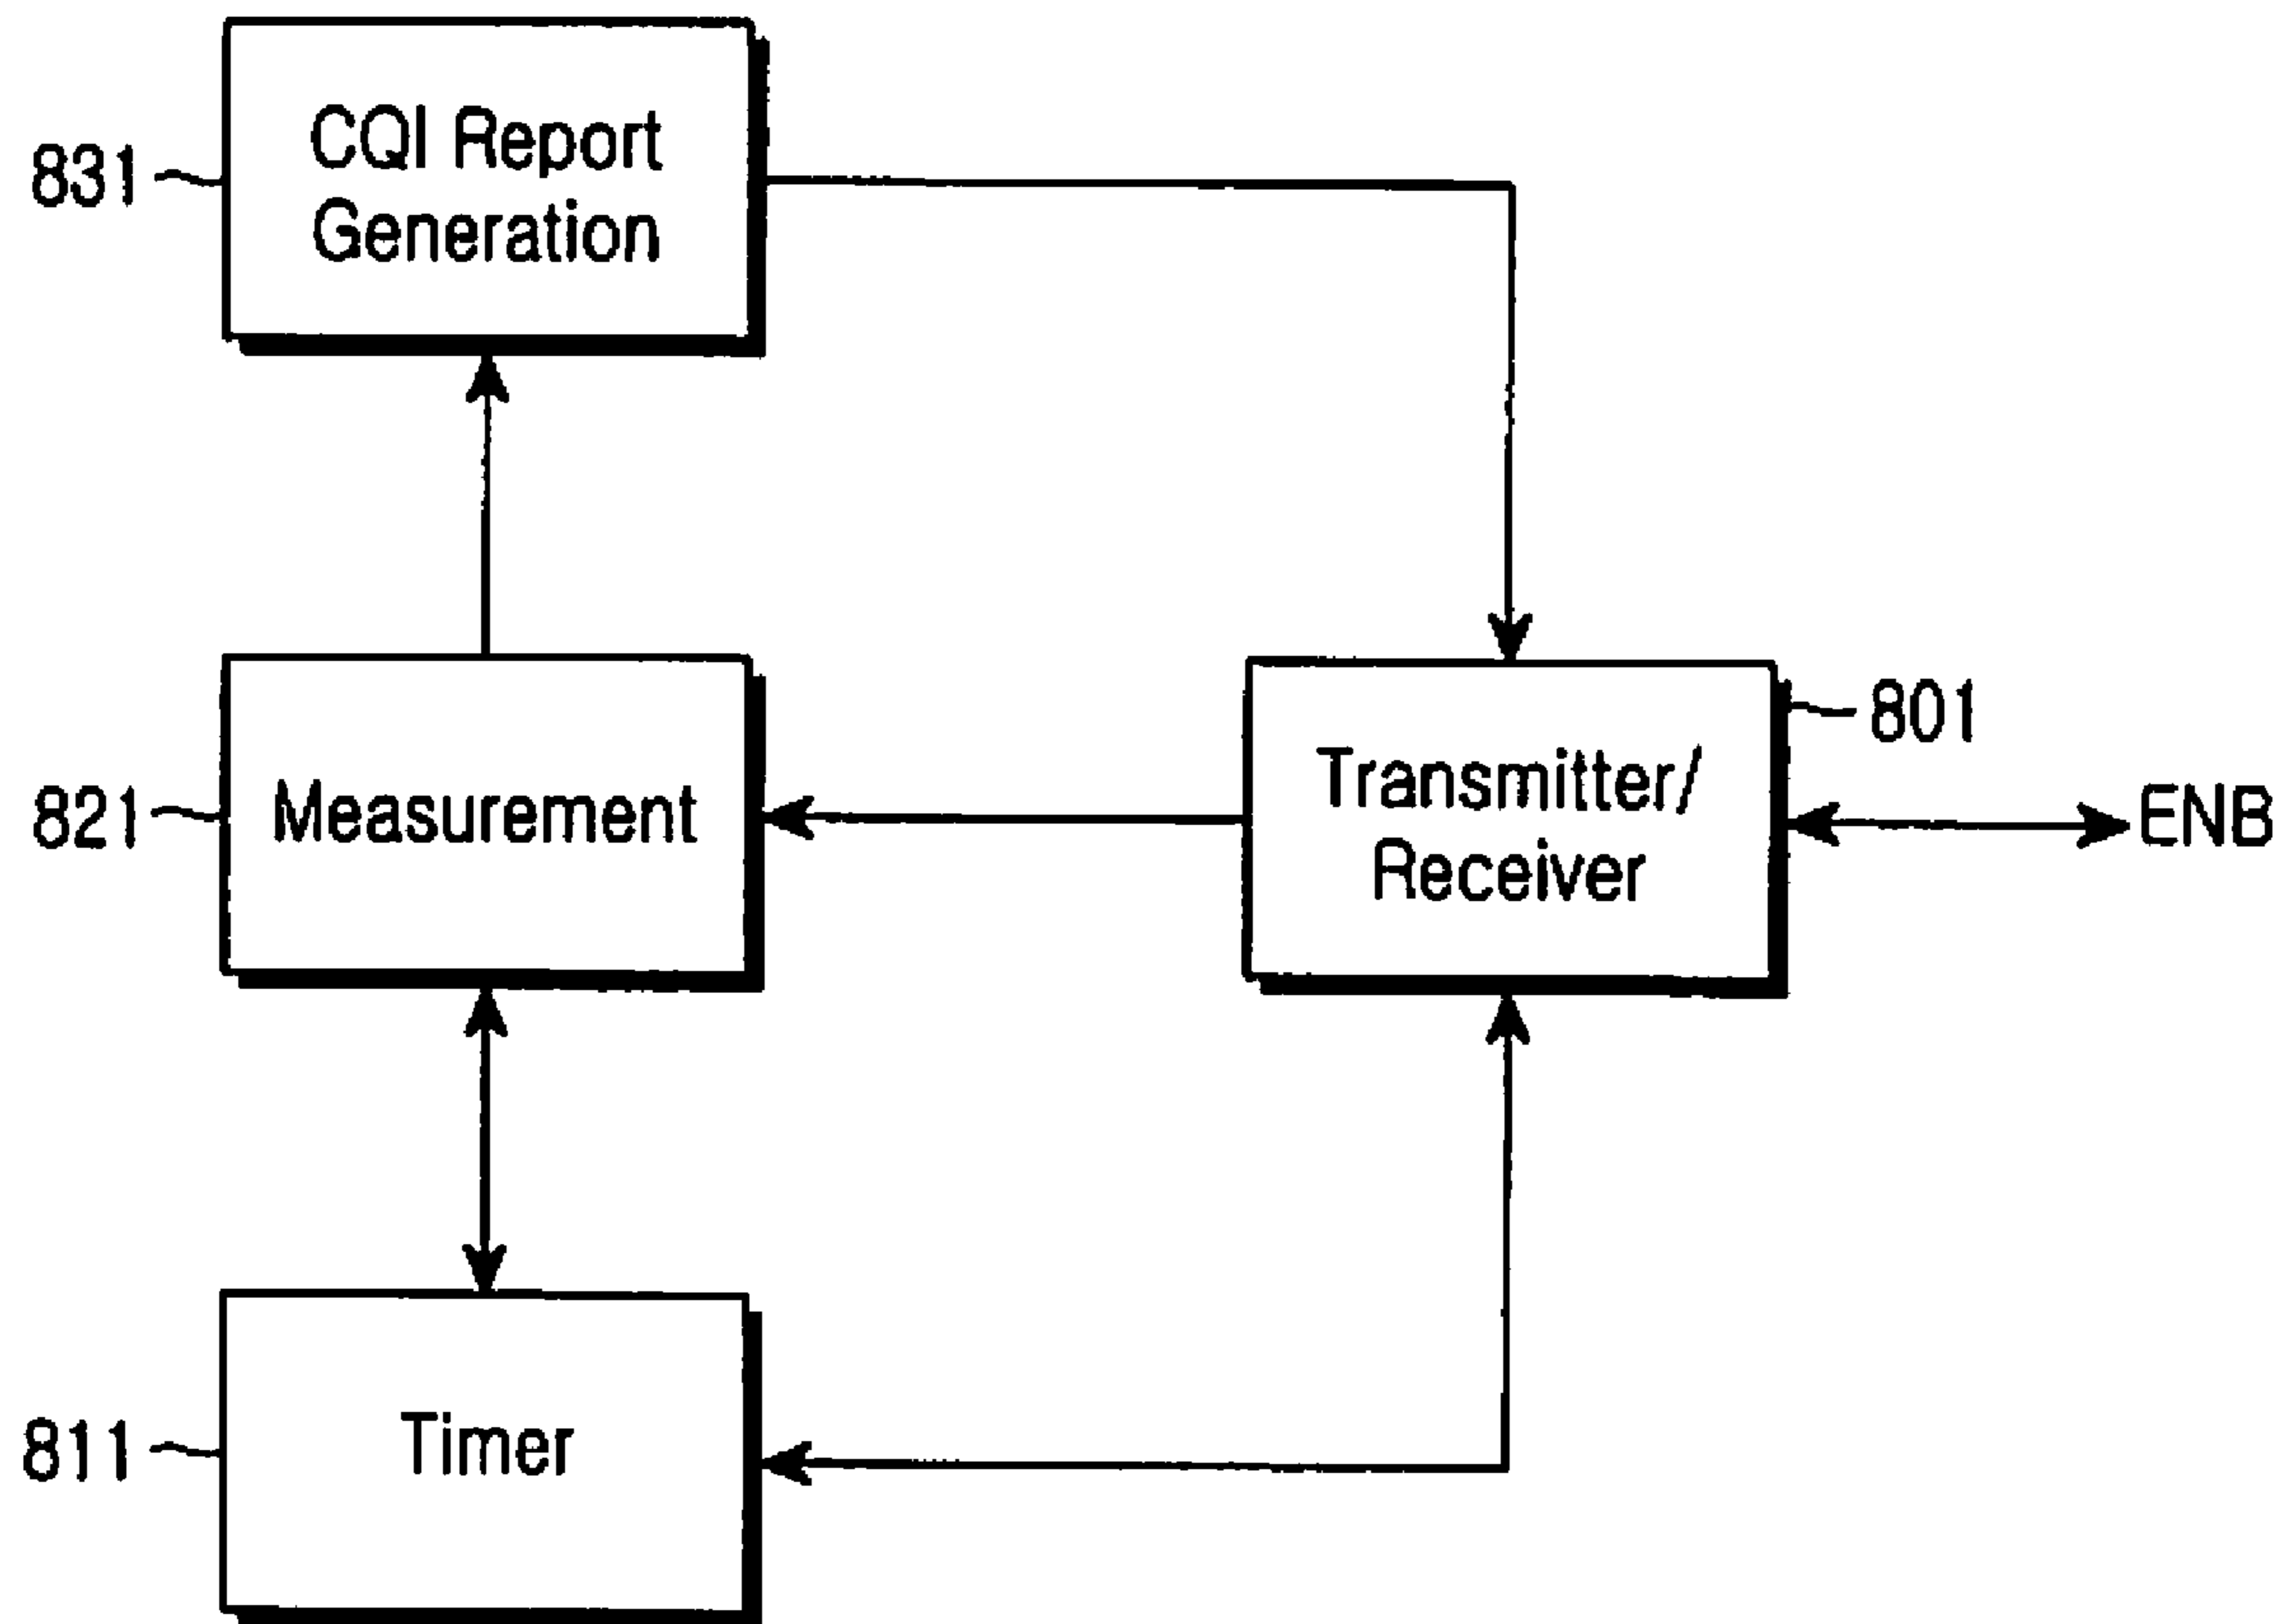 CQI Report
Generation
831
Measurement
821
Transmitter/
Receiver
801
ENB
Timer
811